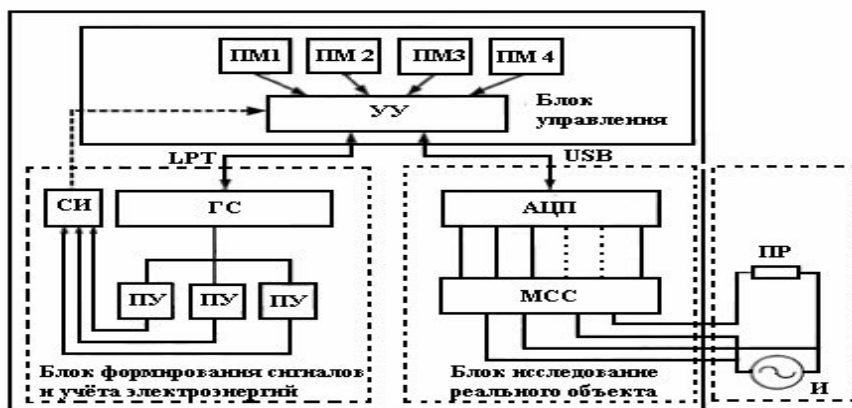 ПМ1 ПМ 2 ПМ3 ПМ 4
УУ
Блок
управления
LPT USB
СИ ГС АЦП
ПР
ПУ ПУ ПУ
МСС
Блок формирования сигналов
и учёта электроэнергий
Блок исследование
реального объекта
И